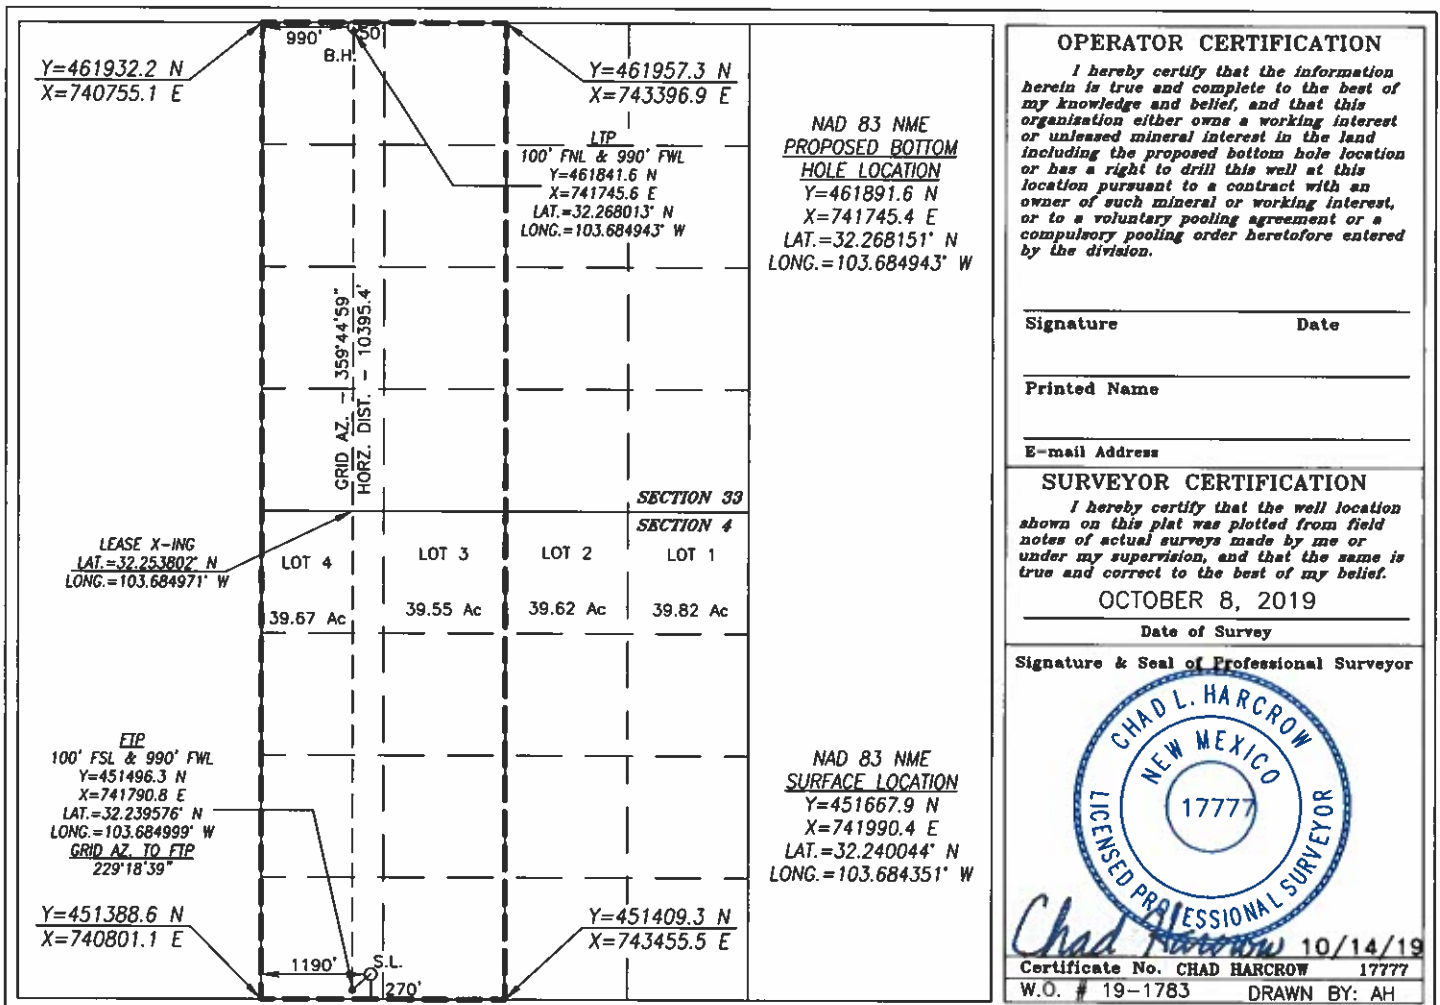 990'
50'
B.H.
Y=461932.2 N
X=740755.1 E
Y=461957.3 N
X=743396.9 E
LTP
100' FNL & 990' FWL
Y=461841.6 N
X=741745.6 E
LAT.=32.268013° N
LONG.=103.684943° W
NAD 83 NME
PROPOSED BOTTOM
HOLE LOCATION
Y=461891.6 N
X=741745.4 E
LAT.=32.268151° N
LONG.=103.684943° W
GRID AZ. - 359°44'59"
HORZ. DIST. - 10395.4'
SECTION 33
SECTION 4
LEASE X-ING
LAT.=32.253802° N
LONG.=103.684971° W
LOT 4
LOT 3
LOT 2
LOT 1
39.67 Ac
39.55 Ac
39.62 Ac
39.82 Ac
FTP
100' FSL & 990' FWL
Y=451496.3 N
X=741790.8 E
LAT.=32.239576° N
LONG.=103.684999° W
GRID AZ. TO FTP
229°18'39"
NAD 83 NME
SURFACE LOCATION
Y=451667.9 N
X=741990.4 E
LAT.=32.240044° N
LONG.=103.684351° W
Y=451388.6 N
X=740801.1 E
Y=451409.3 N
X=743455.5 E
1190'
S.L.
270'
OPERATOR CERTIFICATION
I hereby certify that the information
herein is true and complete to the best of
my knowledge and belief, and that this
organization either owns a working interest
or unleased mineral interest in the land
including the proposed bottom hole location
or has a right to drill this well at this
location pursuant to a contract with an
owner of such mineral or working interest,
or to a voluntary pooling agreement or a
compulsory pooling order heretofore entered
by the division.
Signature Date
Printed Name
E-mail Address
SURVEYOR CERTIFICATION
I hereby certify that the well location
shown on this plat was plotted from field
notes of actual surveys made by me or
under my supervision, and that the same is
true and correct to the best of my belief.
OCTOBER 8, 2019
Date of Survey
Signature & Seal of Professional Surveyor
CHAD L. HARCROW
NEW MEXICO
17777
LICENSED PROFESSIONAL SURVEYOR
Chad Harcrow 10/14/19
Certificate No. CHAD HARCROW 17777
W.O. # 19-1783 DRAWN BY: AH